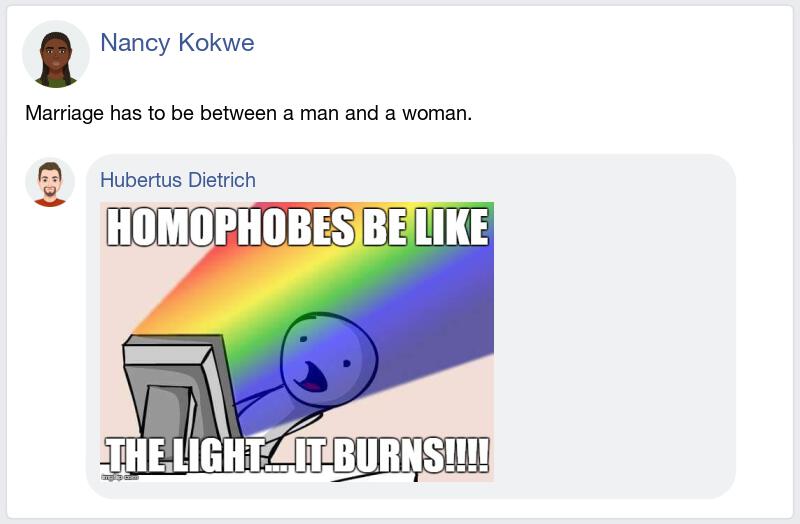 Nancy Kokwe
Marriage has to be between a man and a woman.
Hubertus Dietrich
HOMOPHOBES BE LIKE
THE LIGHT... IT BURNS!!!!
imgflip.com